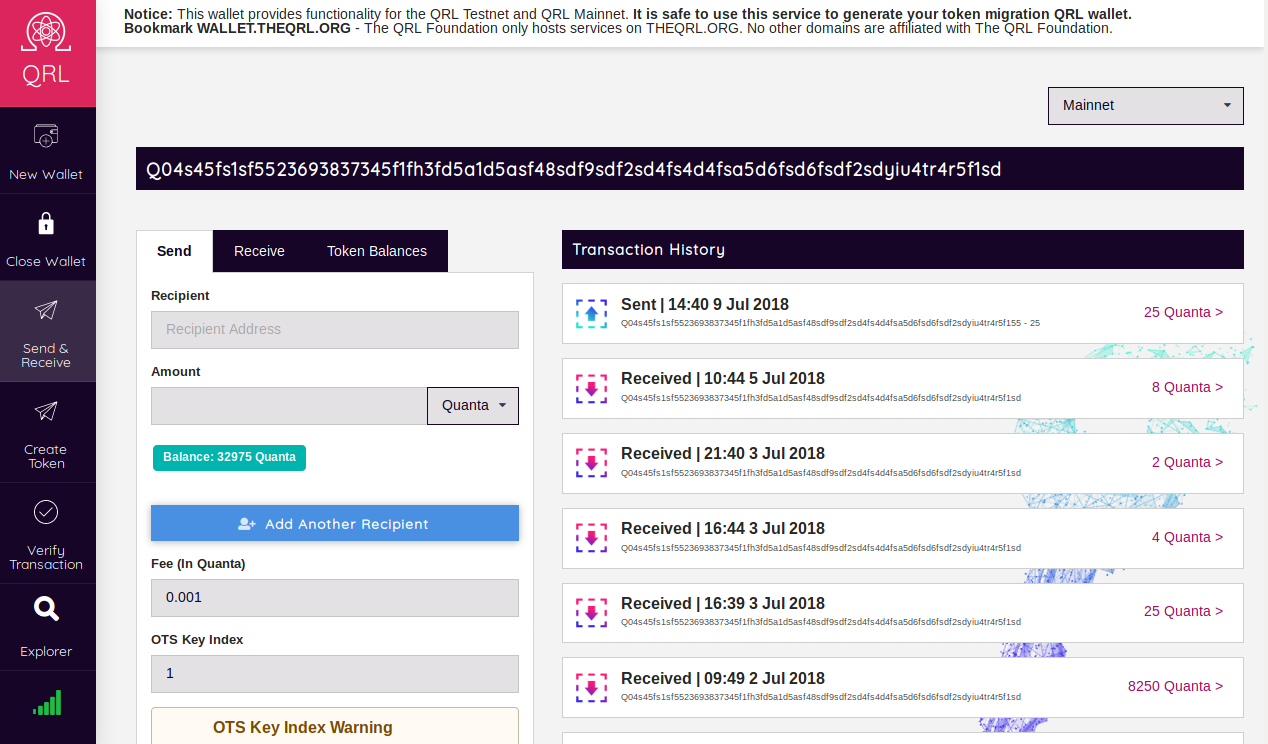 Notice: This wallet provides functionality for the QRL Testnet and QRL Mainnet. It is safe to use this service to generate your token migration QRL wallet.
Bookmark WALLET.THEQRL.ORG - The QRL Foundation only hosts services on THEQRL.ORG. No other domains are affiliated with The QRL Foundation.
QRL
New Wallet
Close Wallet
Send &
Receive
Create
Token
Verify
Transaction
Explorer
Mainnet
Q04s45fs1sf5523693837345f1fh3fd5a1d5asf48sdf9sdf2sd4fs4d4fsa5d6fsd6fsdf2sdyiu4tr4r5f1sd
Send
Receive
Token Balances
Recipient
Recipient Address
Amount
Quanta
Balance: 32975 Quanta
Add Another Recipient
Fee (In Quanta)
0.001
OTS Key Index
1
OTS Key Index Warning
Transaction History
Sent | 14:40 9 Jul 2018
Q04s45fs1sf5523693837345f1fh3fd5a1d5asf48sdf9sdf2sd4fs4d4fsa5d6fsd6fsdf2sdyiu4tr4r5f155 - 25
25 Quanta >
Received | 10:44 5 Jul 2018
Q04s45fs1sf5523693837345f1fh3fd5a1d5asf48sdf9sdf2sd4fs4d4fsa5d6fsd6fsdf2sdyiu4tr4r5f1sd
8 Quanta >
Received | 21:40 3 Jul 2018
Q04s45fs1sf5523693837345f1fh3fd5a1d5asf48sdf9sdf2sd4fs4d4fsa5d6fsd6fsdf2sdyiu4tr4r5f1sd
2 Quanta >
Received | 16:44 3 Jul 2018
Q04s45fs1sf5523693837345f1fh3fd5a1d5asf48sdf9sdf2sd4fs4d4fsa5d6fsd6fsdf2sdyiu4tr4r5f1sd
4 Quanta >
Received | 16:39 3 Jul 2018
Q04s45fs1sf5523693837345f1fh3fd5a1d5asf48sdf9sdf2sd4fs4d4fsa5d6fsd6fsdf2sdyiu4tr4r5f1sd
25 Quanta >
Received | 09:49 2 Jul 2018
Q04s45fs1sf5523693837345f1fh3fd5a1d5asf48sdf9sdf2sd4fs4d4fsa5d6fsd6fsdf2sdyiu4tr4r5f1sd
8250 Quanta >